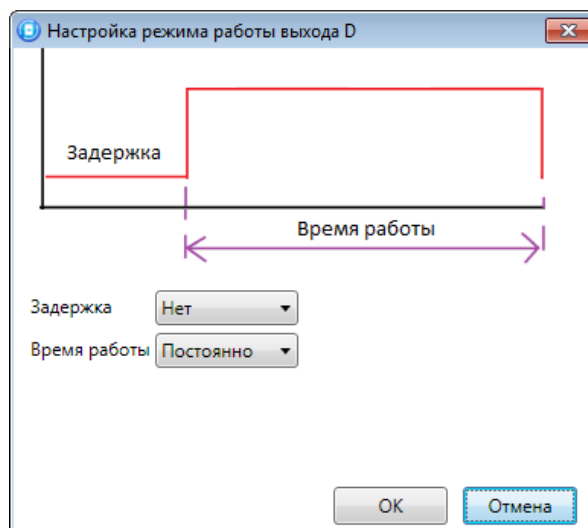 Настройка режима работы выхода D
Задержка
Время работы
Задержка Нет
Время работы Постоянно
OK Отмена